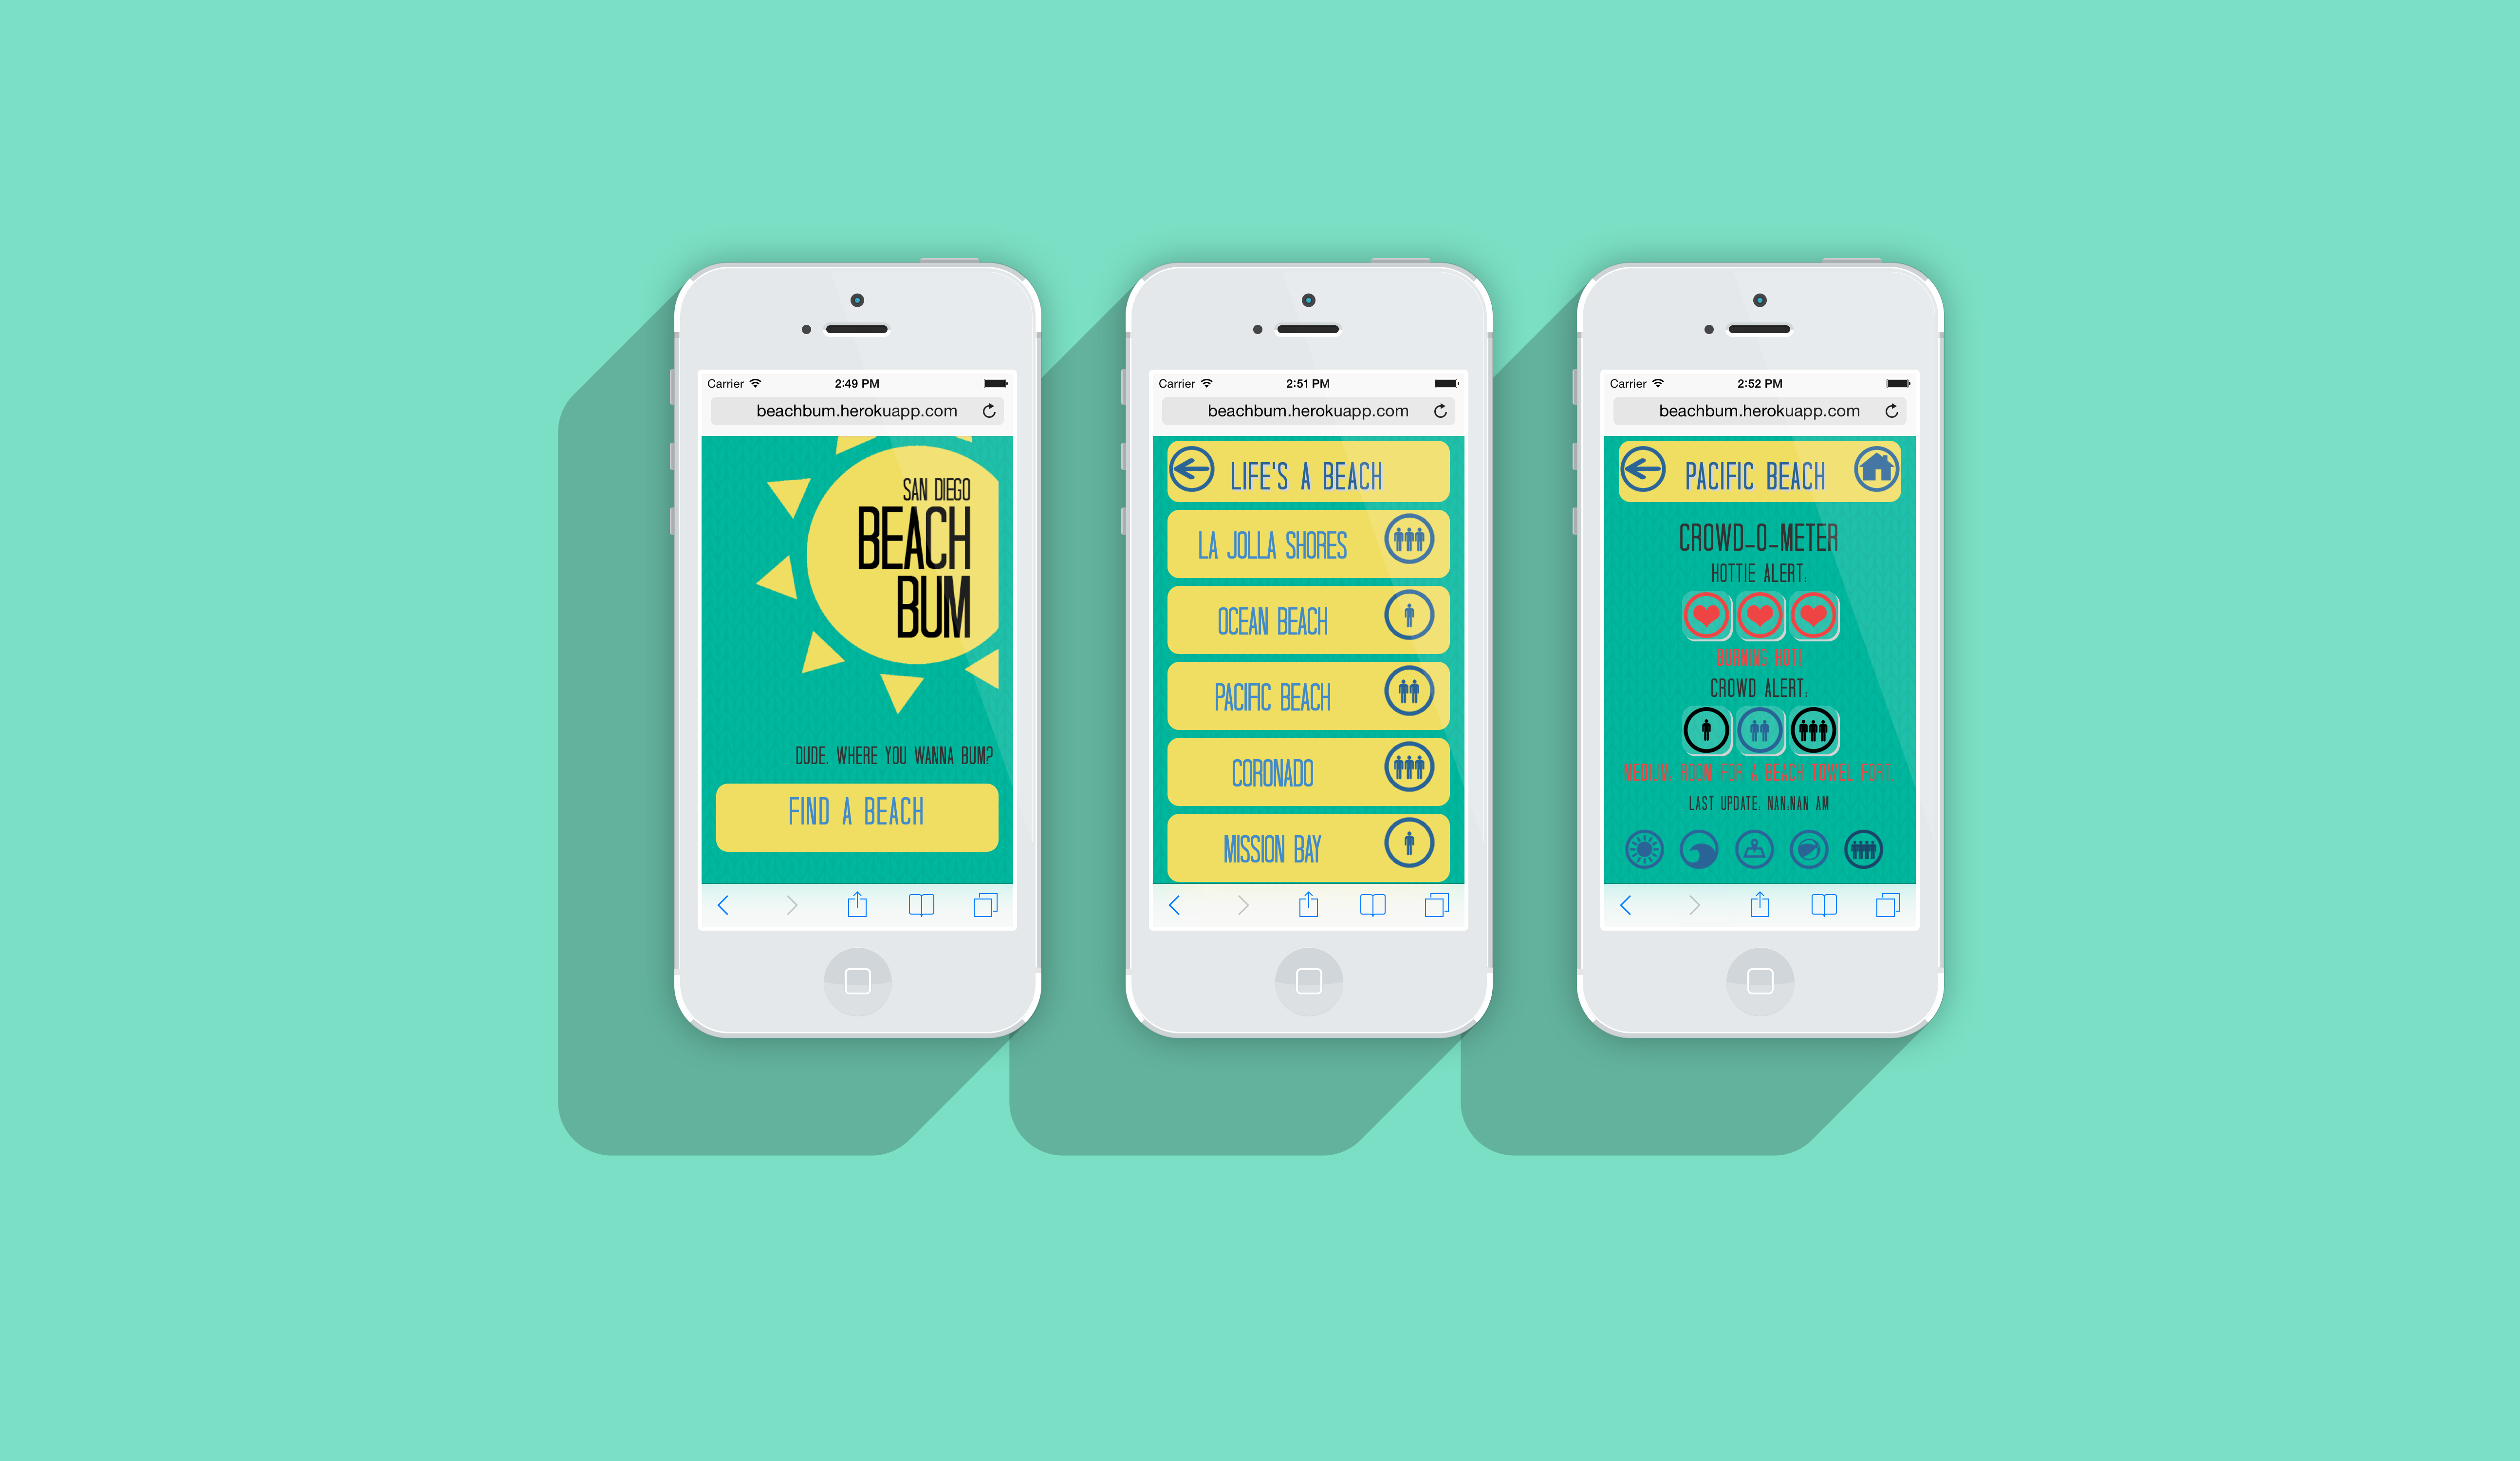 Carrier 2:49 PM
beachbum.herokuapp.com
SAN DIEGO
BEACH
BUM
DUDE. WHERE YOU WANNA BUM?
FIND A BEACH
Carrier 2:51 PM
beachbum.herokuapp.com
LIFE'S A BEACH
LA JOLLA SHORES
OCEAN BEACH
PACIFIC BEACH
CORONADO
MISSION BAY
Carrier 2:52 PM
beachbum.herokuapp.com
PACIFIC BEACH
CROWD-O-METER
HOTTIE ALERT:
BURNING HOT!
CROWD ALERT:
MEDIUM. ROOM FOR A BEACH TOWEL FORT.
LAST UPDATE: NAN:NAN AM